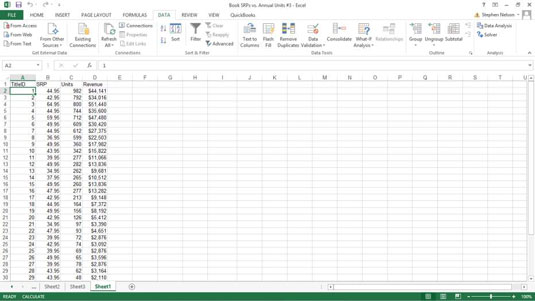 Book SRPs vs. Annual Units #3 - Excel
FILE HOME INSERT PAGE LAYOUT FORMULAS DATA REVIEW VIEW QuickBooks Stephen Nelson
From Access
From Web
From Text
From Other Sources
Existing Connections
Refresh All
Connections
Properties
Edit Links
Sort
Filter
Clear
Reapply
Advanced
Text to Columns
Flash Fill
Remove Duplicates
Data Validation
Consolidate
What-If Analysis
Relationships
Group
Ungroup
Subtotal
Data Analysis
Solver
Get External Data Connections Sort & Filter Data Tools Outline Analysis
A2 fx 1
A B C D E F G H I J K L M N O P Q R S T U
1 TitleID SRP Units Revenue
2 1 44.95 982 $44,141
3 2 42.95 792 $34,016
4 3 64.95 800 $51,440
5 4 44.95 744 $35,600
6 5 59.95 712 $47,488
7 6 49.95 609 $30,420
8 7 44.95 612 $27,375
9 8 36.95 599 $22,503
10 9 49.95 360 $17,982
11 10 43.95 342 $15,822
12 11 39.95 277 $11,066
13 12 49.95 282 $13,836
14 13 34.95 262 $9,681
15 14 37.95 265 $10,512
16 15 49.95 260 $13,836
17 16 47.95 277 $13,282
18 17 42.95 213 $9,148
19 18 44.95 164 $7,372
20 19 49.95 156 $8,192
21 20 42.95 126 $5,412
22 21 34.95 97 $3,390
23 22 47.95 93 $4,651
24 23 39.95 72 $2,876
25 24 42.95 74 $3,092
26 25 39.95 69 $2,876
27 26 49.95 65 $3,596
28 27 39.95 78 $2,876
29 28 43.95 62 $3,164
30 29 43.95 48 $2,110
... Sheet2 Sheet3 Sheet1
READY CALCULATE 100%